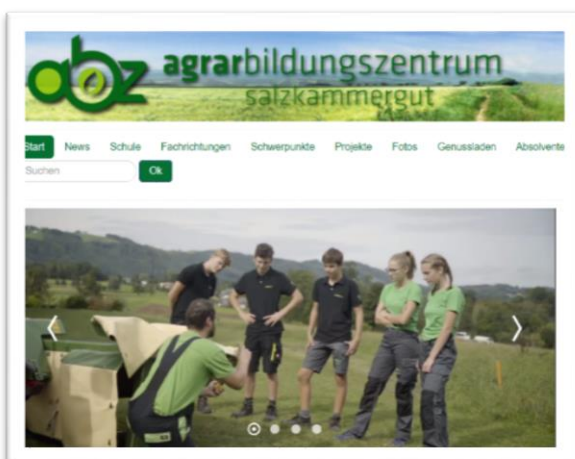 abz agrarbildungszentrum
salzkammergut
Start News Schule Fachrichtungen Schwerpunkte Projekte Fotos Genussladen Absolvente
Suchen Ok